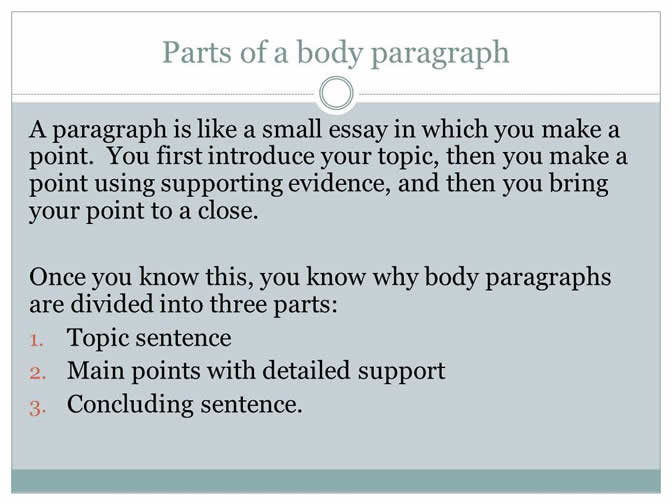 Parts of a body paragraph
A paragraph is like a small essay in which you make a
point.  You first introduce your topic, then you make a
point using supporting evidence, and then you bring
your point to a close.
Once you know this, you know why body paragraphs
are divided into three parts:
1. Topic sentence
2. Main points with detailed support
3. Concluding sentence.